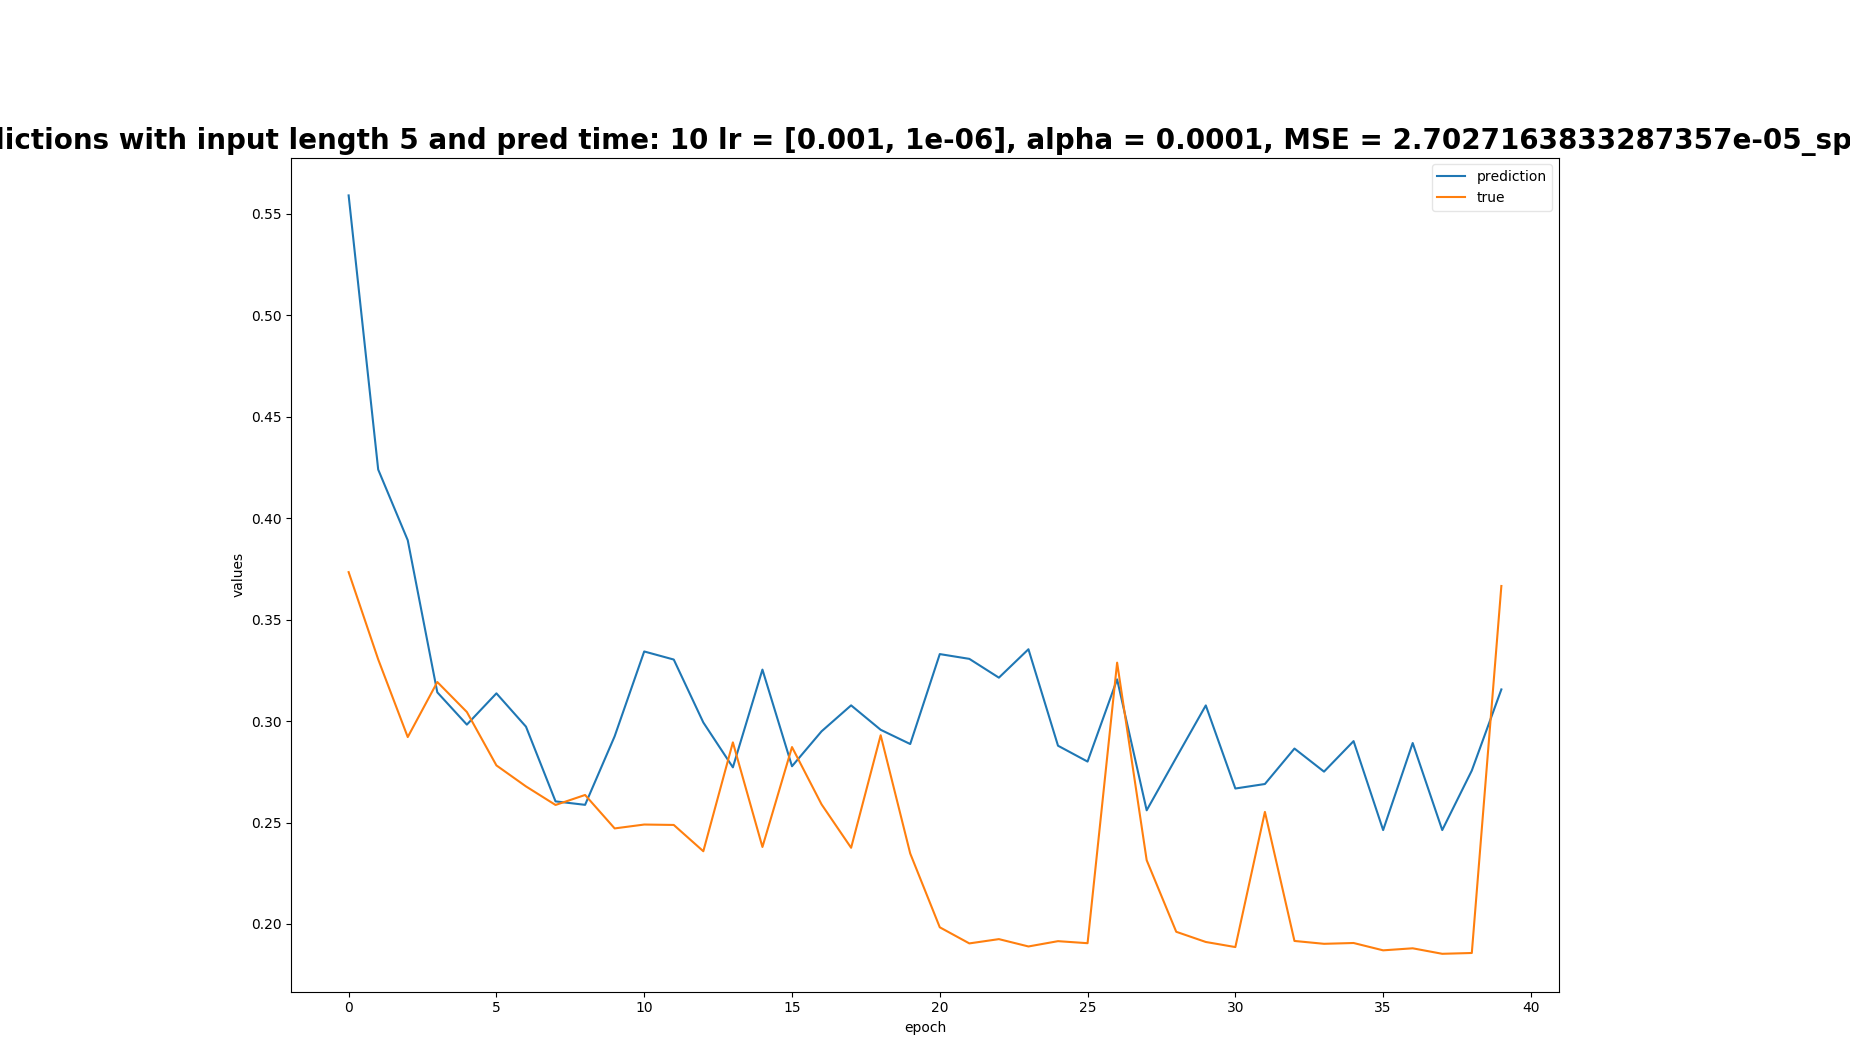 dictions with input length 5 and pred time: 10 lr = [0.001, 1e-06], alpha = 0.0001, MSE = 2.7027163833287357e-05_sp
prediction
true
0.55
0.50
0.45
0.40
0.35
0.30
0.25
0.20
values
0 5 10 15 20 25 30 35 40
epoch